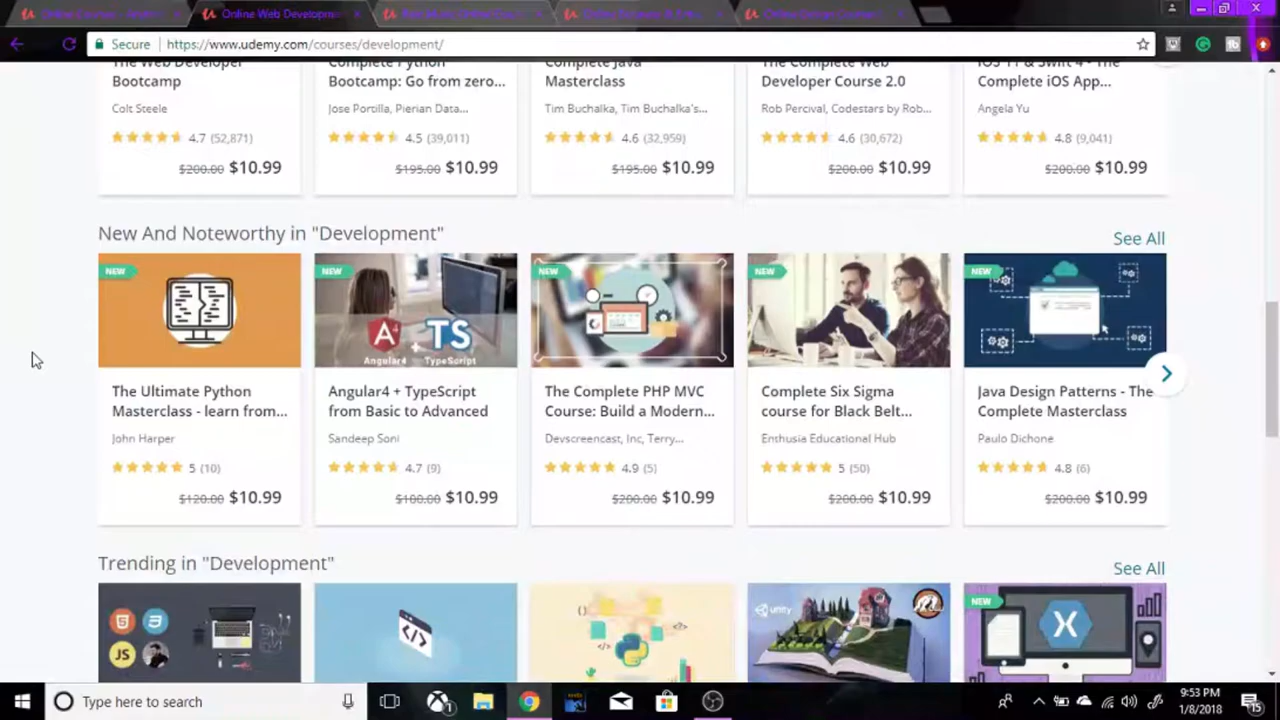 Online Web Developm
Secure
https://www.udemy.com/courses/development/
The Web Developer
Bootcamp
Colt Steele
4.7 (52,871)
$200.00 $10.99
Complete Python
Bootcamp: Go from zero...
Jose Portilla, Pierian Data...
4.5 (39,011)
$195.00 $10.99
Complete Java
Masterclass
Tim Buchalka, Tim Buchalka's...
4.6 (32,959)
$195.00 $10.99
The Complete Web
Developer Course 2.0
Rob Percival, Codestars by Rob...
4.6 (30,672)
$200.00 $10.99
iOS 11 & Swift 4 - The
Complete iOS App...
Angela Yu
4.8 (9,041)
$200.00 $10.99
New And Noteworthy in "Development"
See All
NEW
The Ultimate Python
Masterclass - learn from...
John Harper
5 (10)
$120.00 $10.99
NEW
A TS
Angular4 + TypeScript
Angular4 + TypeScript
from Basic to Advanced
Sandeep Soni
4.7 (9)
$100.00 $10.99
NEW
The Complete PHP MVC
Course: Build a Modern...
Devscreencast, Inc, Terry...
4.9 (5)
$200.00 $10.99
NEW
Complete Six Sigma
course for Black Belt...
Enthusia Educational Hub
5 (50)
$200.00 $10.99
NEW
Java Design Patterns - The
Complete Masterclass
Paulo Dichone
4.8 (6)
$200.00 $10.99
Trending in "Development"
See All
JS
</>
unity
NEW
X
Type here to search
9:53 PM
1/8/2018
15